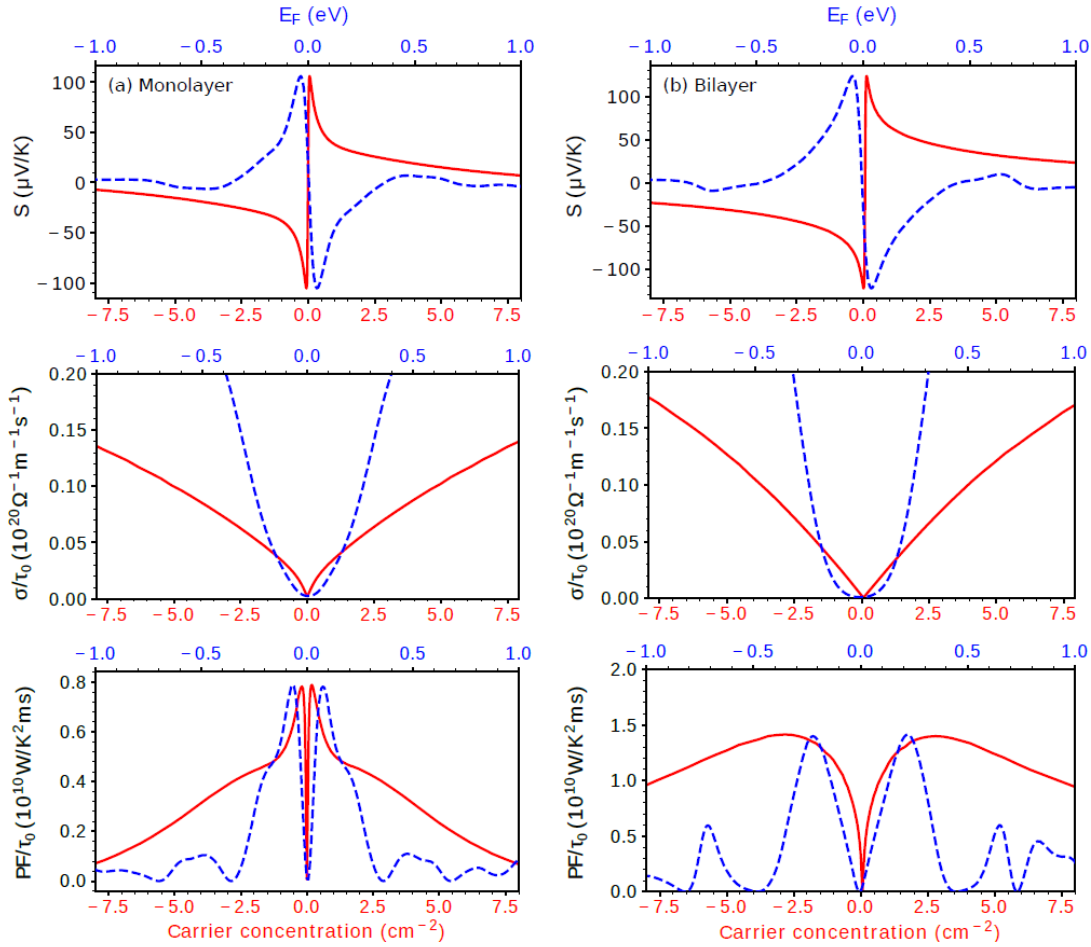 E_F (eV)
−1.0 −0.5 0.0 0.5 1.0
(a) Monolayer
S (μV/K)
100
50
0
−50
−100
−7.5 −5.0 −2.5 0.0 2.5 5.0 7.5
E_F (eV)
−1.0 −0.5 0.0 0.5 1.0
(b) Bilayer
S (μV/K)
100
50
0
−50
−100
−7.5 −5.0 −2.5 0.0 2.5 5.0 7.5
−1.0 −0.5 0.0 0.5 1.0
σ/τ₀ (10²⁰Ω⁻¹m⁻¹s⁻¹)
0.20
0.15
0.10
0.05
0.00
−7.5 −5.0 −2.5 0.0 2.5 5.0 7.5
−1.0 −0.5 0.0 0.5 1.0
σ/τ₀ (10²⁰Ω⁻¹m⁻¹s⁻¹)
0.20
0.15
0.10
0.05
0.00
−7.5 −5.0 −2.5 0.0 2.5 5.0 7.5
−1.0 −0.5 0.0 0.5 1.0
PF/τ₀ (10¹⁰W/K²ms)
0.8
0.6
0.4
0.2
0.0
−7.5 −5.0 −2.5 0.0 2.5 5.0 7.5
Carrier concentration (cm⁻²)
−1.0 −0.5 0.0 0.5 1.0
PF/τ₀ (10¹⁰W/K²ms)
2.0
1.5
1.0
0.5
0.0
−7.5 −5.0 −2.5 0.0 2.5 5.0 7.5
Carrier concentration (cm⁻²)